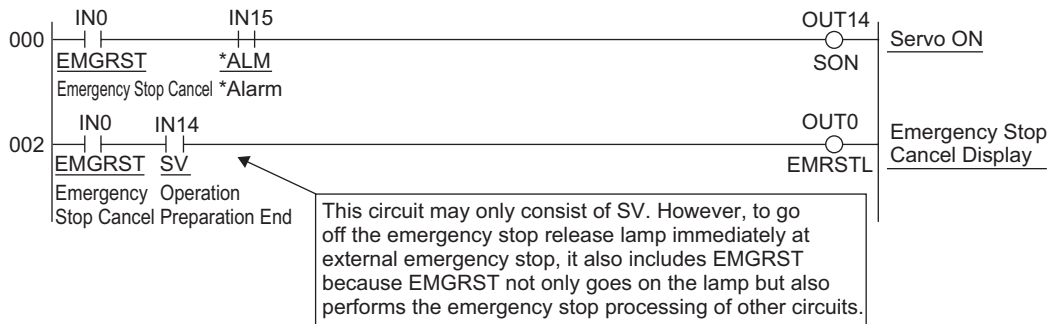 IN0 IN15 OUT14
000 Servo ON
EMGRST *ALM SON
Emergency Stop Cancel *Alarm
IN0 IN14 OUT0
002 Emergency Stop
Cancel Display
EMGRST SV EMRSTL
Emergency Operation
Stop Cancel Preparation End
This circuit may only consist of SV. However, to go
off the emergency stop release lamp immediately at
external emergency stop, it also includes EMGRST
because EMGRST not only goes on the lamp but also
performs the emergency stop processing of other circuits.